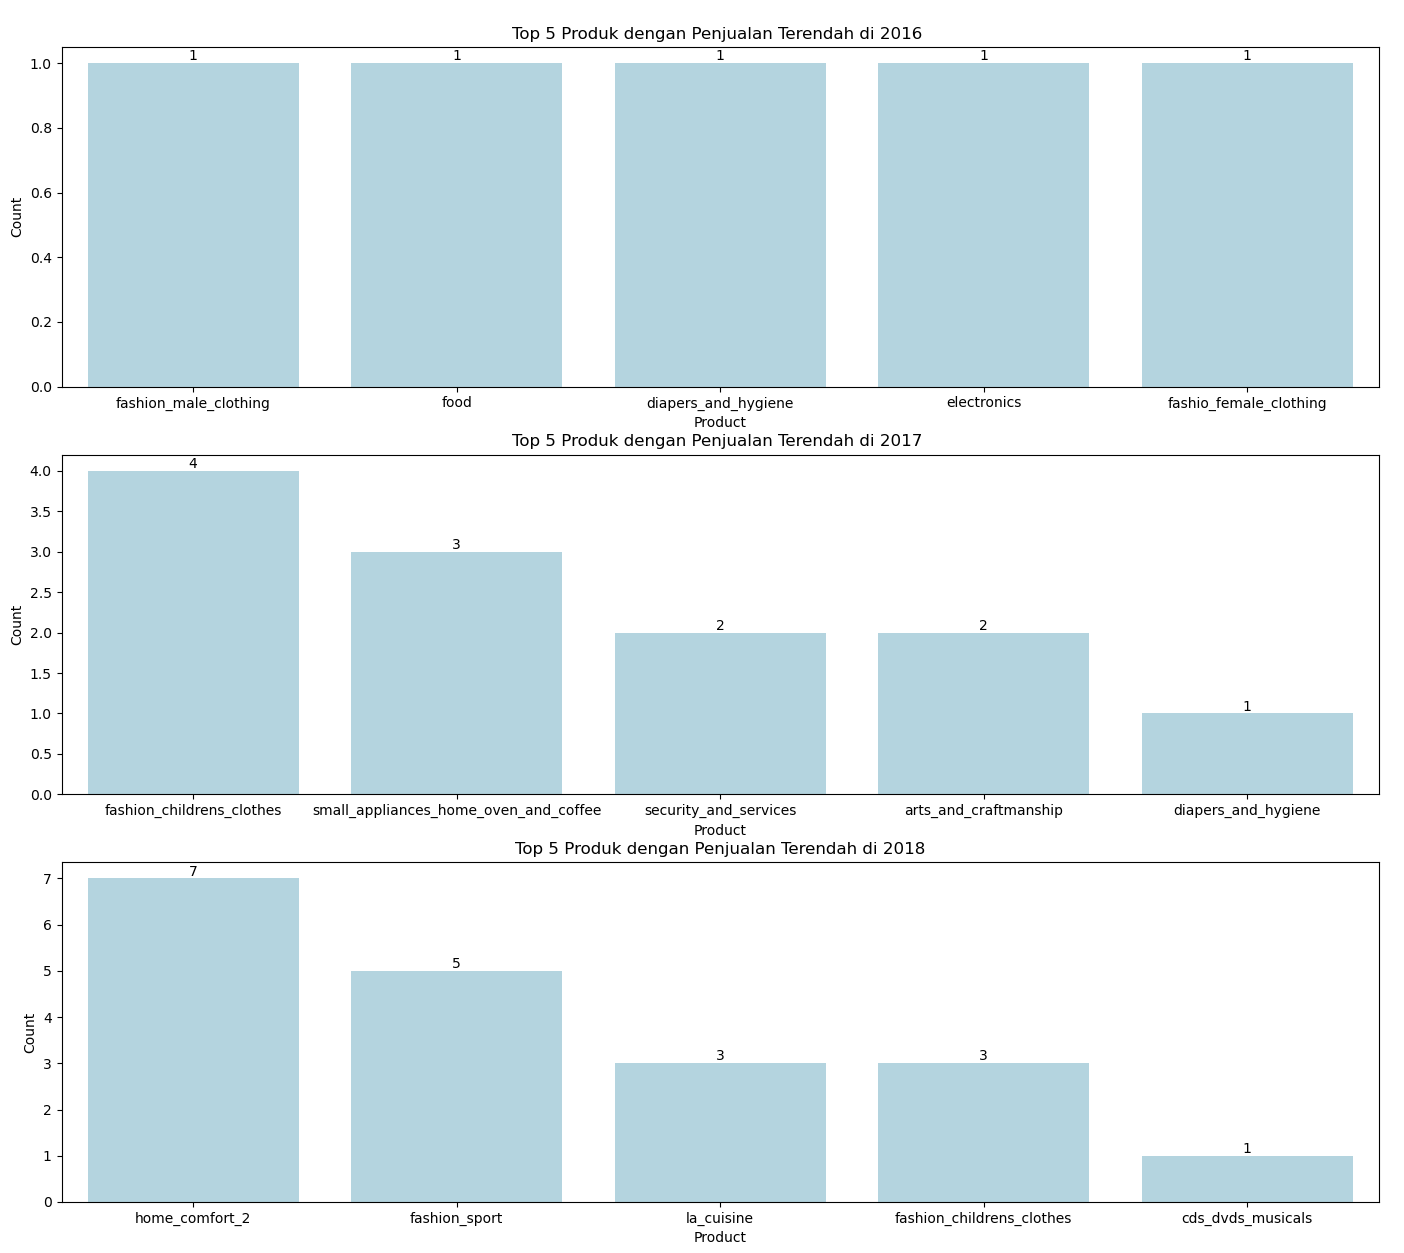 Top 5 Produk dengan Penjualan Terendah di 2016
1 1 1 1 1
1.0
0.8
0.6
0.4
0.2
0.0
Count
fashion_male_clothing food diapers_and_hygiene electronics fashio_female_clothing
Product
Top 5 Produk dengan Penjualan Terendah di 2017
4 3 2 2 1
4.0
3.5
3.0
2.5
2.0
1.5
1.0
0.5
0.0
Count
fashion_childrens_clothes small_appliances_home_oven_and_coffee security_and_services arts_and_craftmanship diapers_and_hygiene
Product
Top 5 Produk dengan Penjualan Terendah di 2018
7 5 3 3 1
7
6
5
4
3
2
1
0
Count
home_comfort_2 fashion_sport la_cuisine fashion_childrens_clothes cds_dvds_musicals
Product